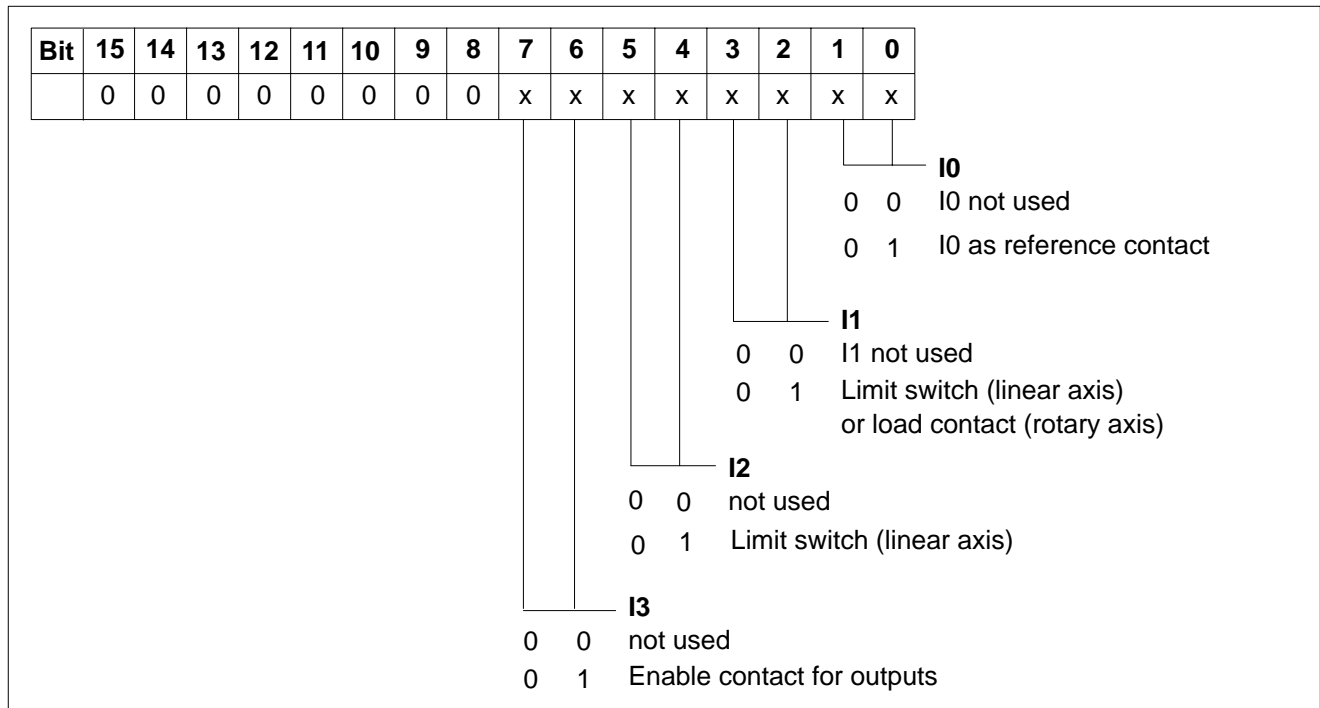 Bit 15 14 13 12 11 10 9 8 7 6 5 4 3 2 1 0
0 0 0 0 0 0 0 0 x x x x x x x x
I0
0 0 I0 not used
0 1 I0 as reference contact
I1
0 0 I1 not used
0 1 Limit switch (linear axis)
or load contact (rotary axis)
I2
0 0 not used
0 1 Limit switch (linear axis)
I3
0 0 not used
0 1 Enable contact for outputs